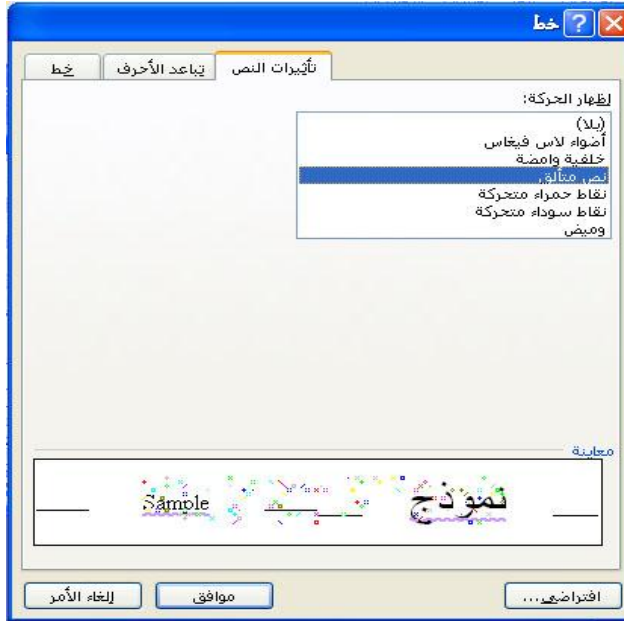 خط
خط
تباعد الأحرف
تأثيرات النص
إظهار الحركة:
(بلا)
أضواء لاس فيغاس
خلفية وامضة
نص متألق
نقاط حمراء متحركة
نقاط سوداء متحركة
وميض
معاينة
نموذج Sample
افتراضي...
موافق
إلغاء الأمر